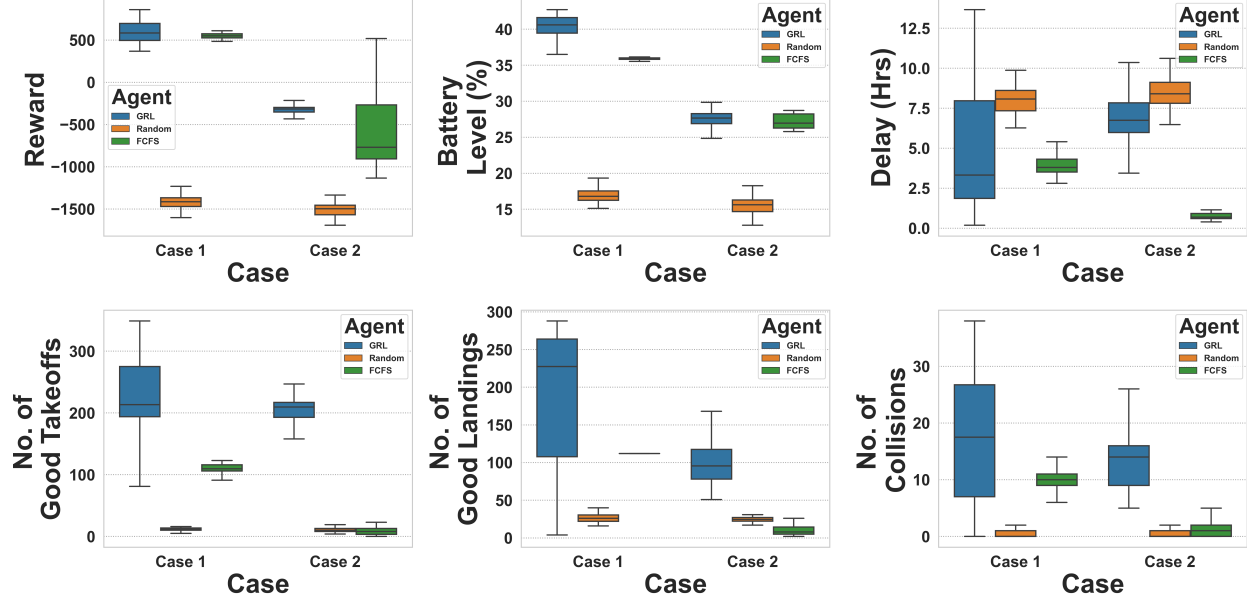 Reward
500
0
−500
−1000
−1500
Agent
GRL
Random
FCFS
Case 1
Case 2
Case
Battery
Level (%)
40
35
30
25
20
15
Agent
GRL
Random
FCFS
Case 1
Case 2
Case
Delay (Hrs)
12.5
10.0
7.5
5.0
2.5
0.0
Agent
GRL
Random
FCFS
Case 1
Case 2
Case
No. of
Good Takeoffs
300
200
100
0
Agent
GRL
Random
FCFS
Case 1
Case 2
Case
No. of
Good Landings
300
250
200
150
100
50
0
Agent
GRL
Random
FCFS
Case 1
Case 2
Case
No. of
Collisions
30
20
10
0
Agent
GRL
Random
FCFS
Case 1
Case 2
Case